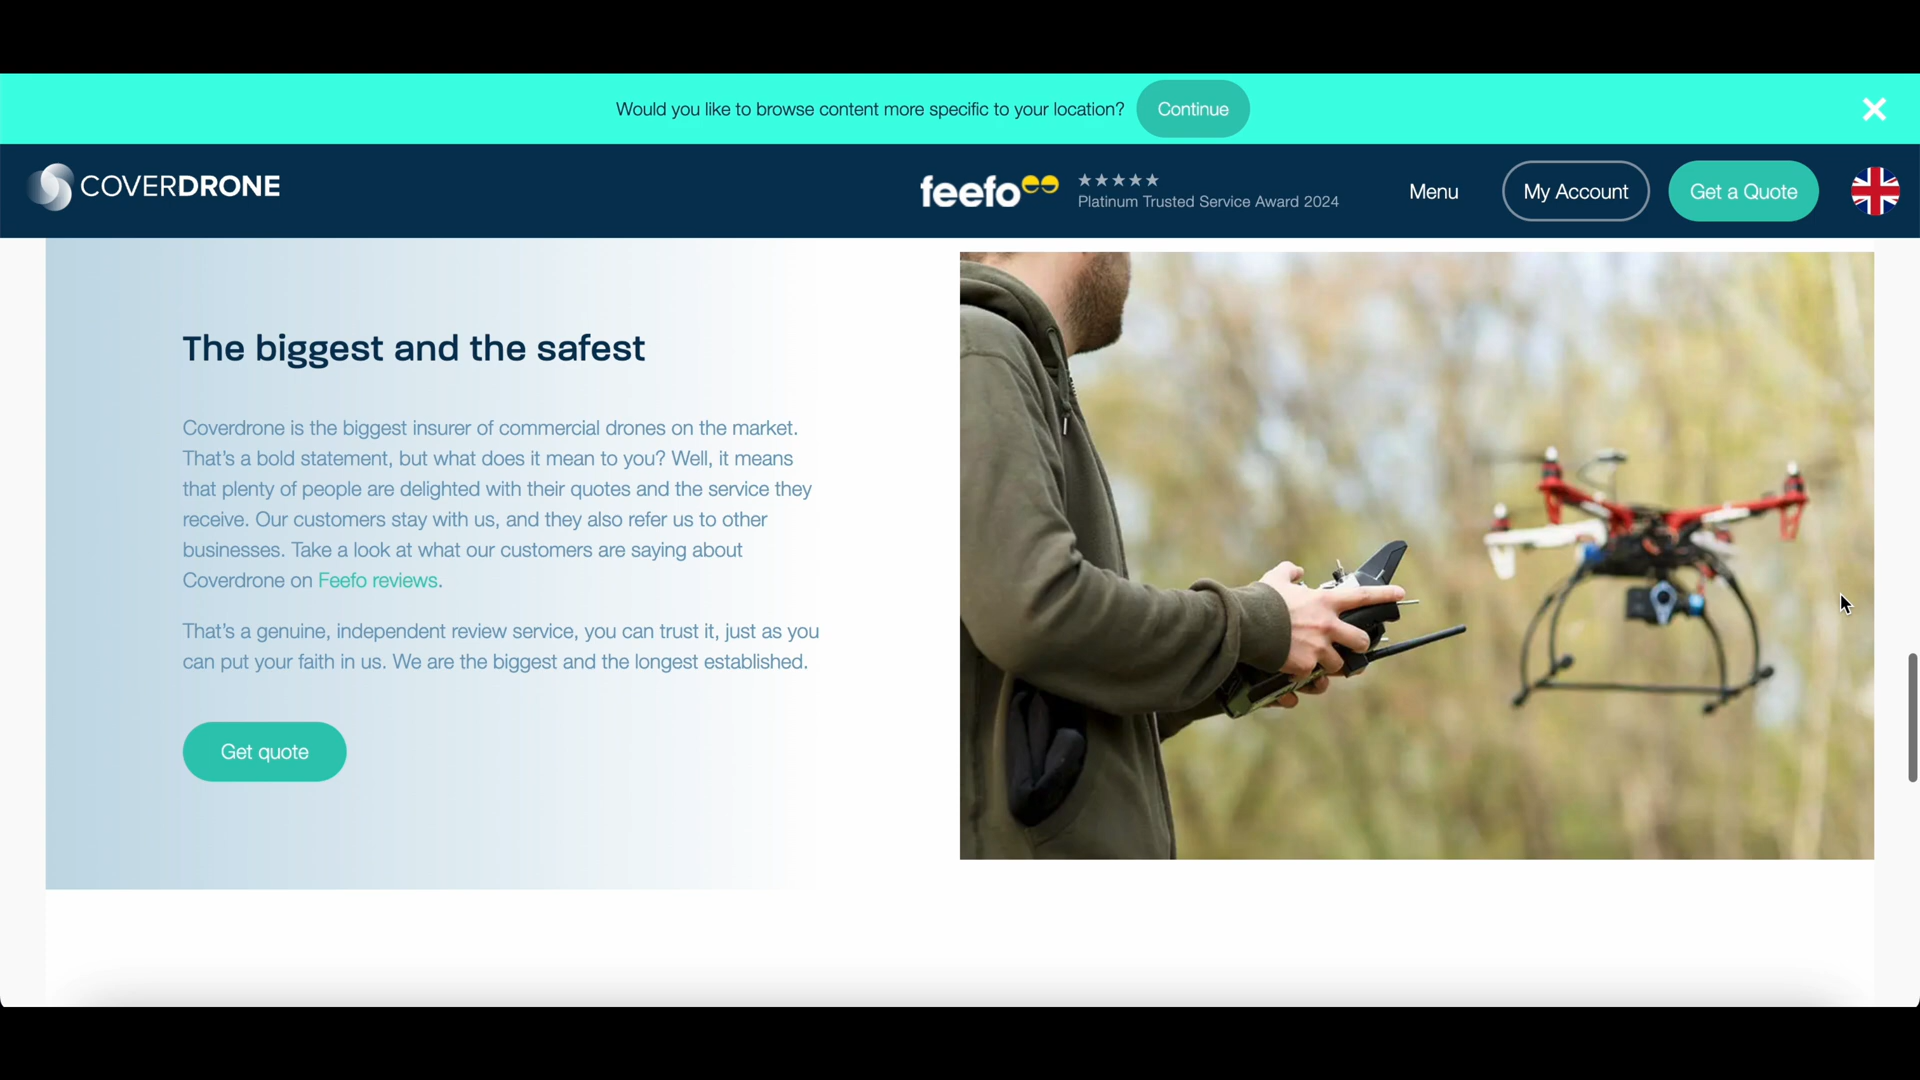 Would you like to browse content more specific to your location? Continue
COVERDRONE
feefo
Platinum Trusted Service Award 2024
Menu
My Account
Get a Quote
The biggest and the safest
Coverdrone is the biggest insurer of commercial drones on the market.
That's a bold statement, but what does it mean to you? Well, it means
that plenty of people are delighted with their quotes and the service they
receive. Our customers stay with us, and they also refer us to other
businesses. Take a look at what our customers are saying about
Coverdrone on Feefo reviews.
That's a genuine, independent review service, you can trust it, just as you
can put your faith in us. We are the biggest and the longest established.
Get quote